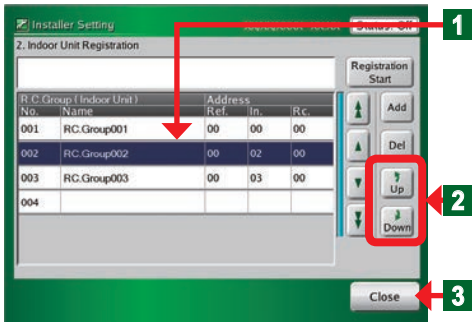 Installer Setting
Status: Off
1
2. Indoor Unit Registration
Registration
Start
R.C.Group (Indoor Unit) Address
No. Name Ref. In. Rc.
001 RC.Group001 00 00 00
002 RC.Group002 00 02 00
003 RC.Group003 00 03 00
004
Add
Del
Up
Down
2
Close
3